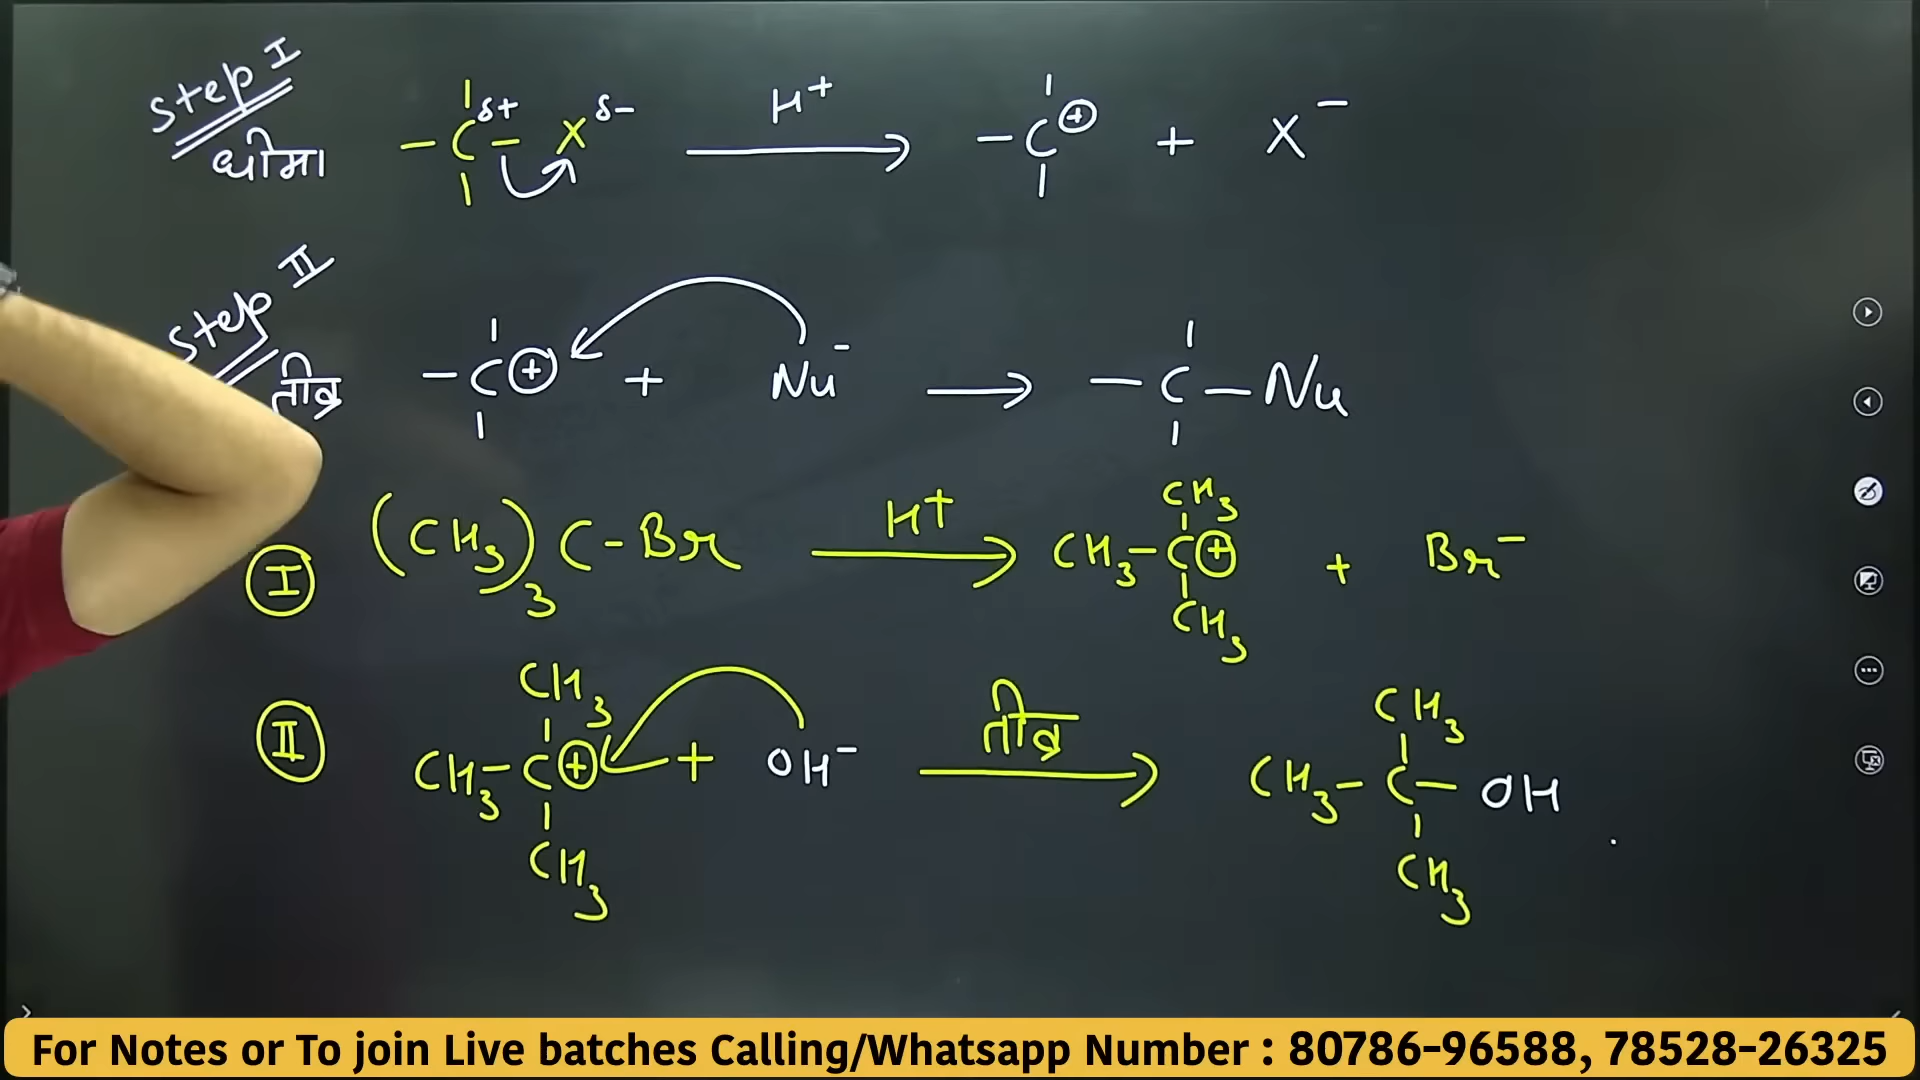 Step I
धीमा
-C^δ+ - X^δ- H⁺ → -C⊕ + X⁻
Step II
तीव्र
-C⊕ + Nu⁻ → -C-Nu
I (CH₃)₃ C-Br H⁺ → CH₃-C⊕ + Br⁻
CH₃
CH₃
CH₃
II CH₃-C⊕ + OH⁻ तीव्र → CH₃-C-OH
CH₃
CH₃
CH₃
For Notes or To join Live batches Calling/Whatsapp Number : 80786-96588, 78528-26325